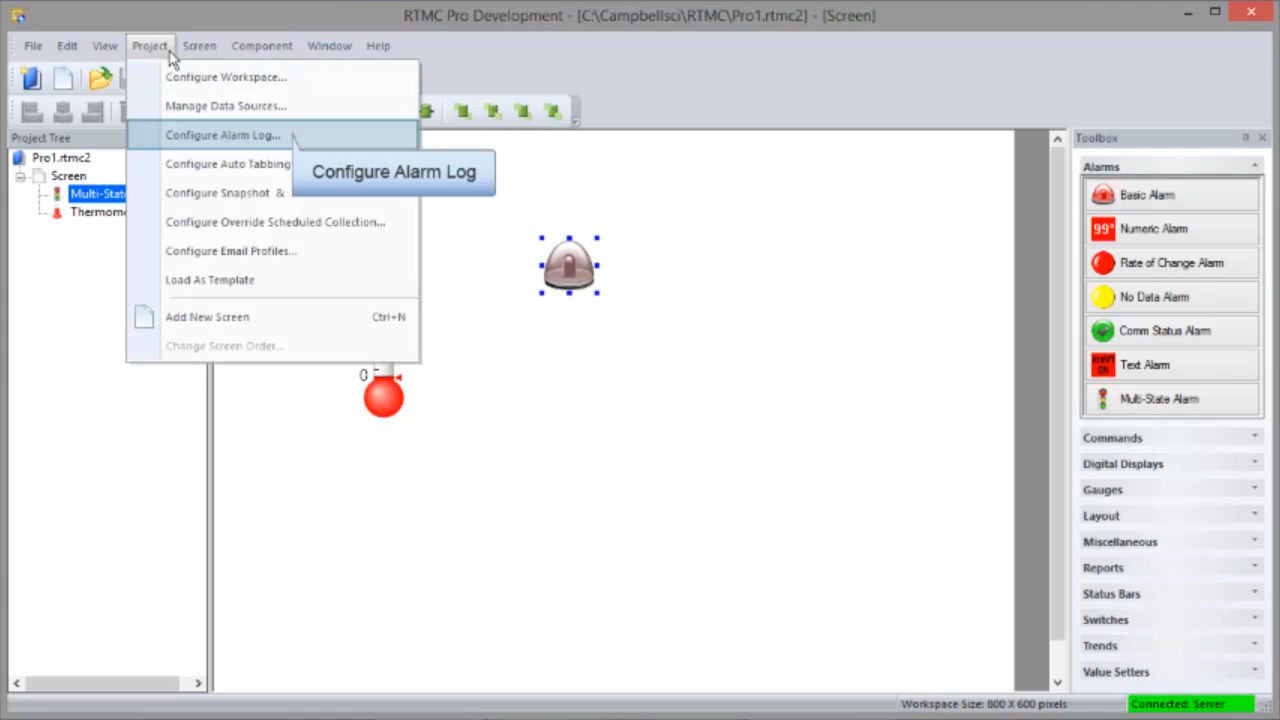 RTMC Pro Development - [C:\Campbellsci\RTMC\Pro1.rtmc2] - [Screen]
File Edit View Project Screen Component Window Help
Configure Workspace...
Manage Data Sources...
Configure Alarm Log...
Configure Auto Tabbing
Configure Snapshot &
Configure Override Scheduled Collection...
Configure Email Profiles...
Load As Template
Add New Screen Ctrl+N
Change Screen Order...
Configure Alarm Log
Project Tree
Pro1.rtmc2
Screen
Multi-Stat
Thermom
0
Toolbox
Alarms
Basic Alarm
99° Numeric Alarm
Rate of Change Alarm
No Data Alarm
Comm Status Alarm
ALARM ON Text Alarm
Multi-State Alarm
Commands
Digital Displays
Gauges
Layout
Miscellaneous
Reports
Status Bars
Switches
Trends
Value Setters
Workspace Size: 800 X 600 pixels
Connected: Server